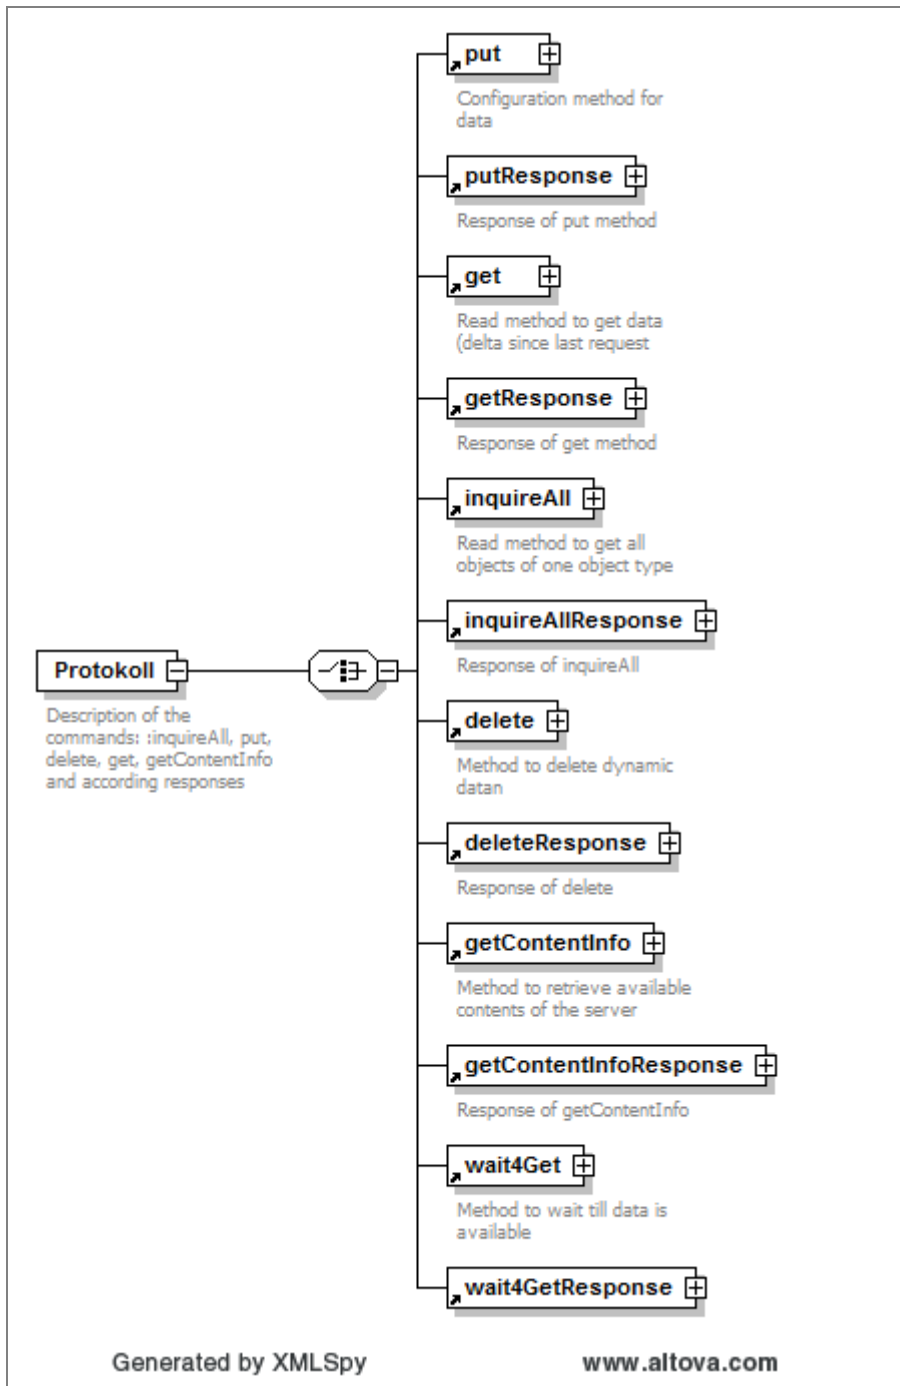 put
Configuration method for
data
putResponse
Response of put method
get
Read method to get data
(delta since last request
getResponse
Response of get method
inquireAll
Read method to get all
objects of one object type
inquireAllResponse
Response of inquireAll
Protokoll
Description of the
commands: :inquireAll, put,
delete, get, getContentInfo
and according responses
delete
Method to delete dynamic
datan
deleteResponse
Response of delete
getContentInfo
Method to retrieve available
contents of the server
getContentInfoResponse
Response of getContentInfo
wait4Get
Method to wait till data is
available
wait4GetResponse
Generated by XMLSpy
www.altova.com